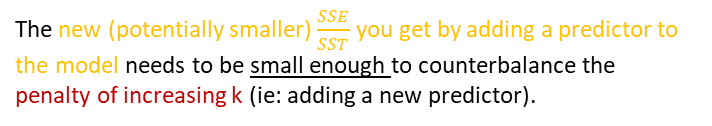 The new (potentially smaller) SSE/SST you get by adding a predictor to
the model needs to be small enough to counterbalance the
penalty of increasing k (ie: adding a new predictor).